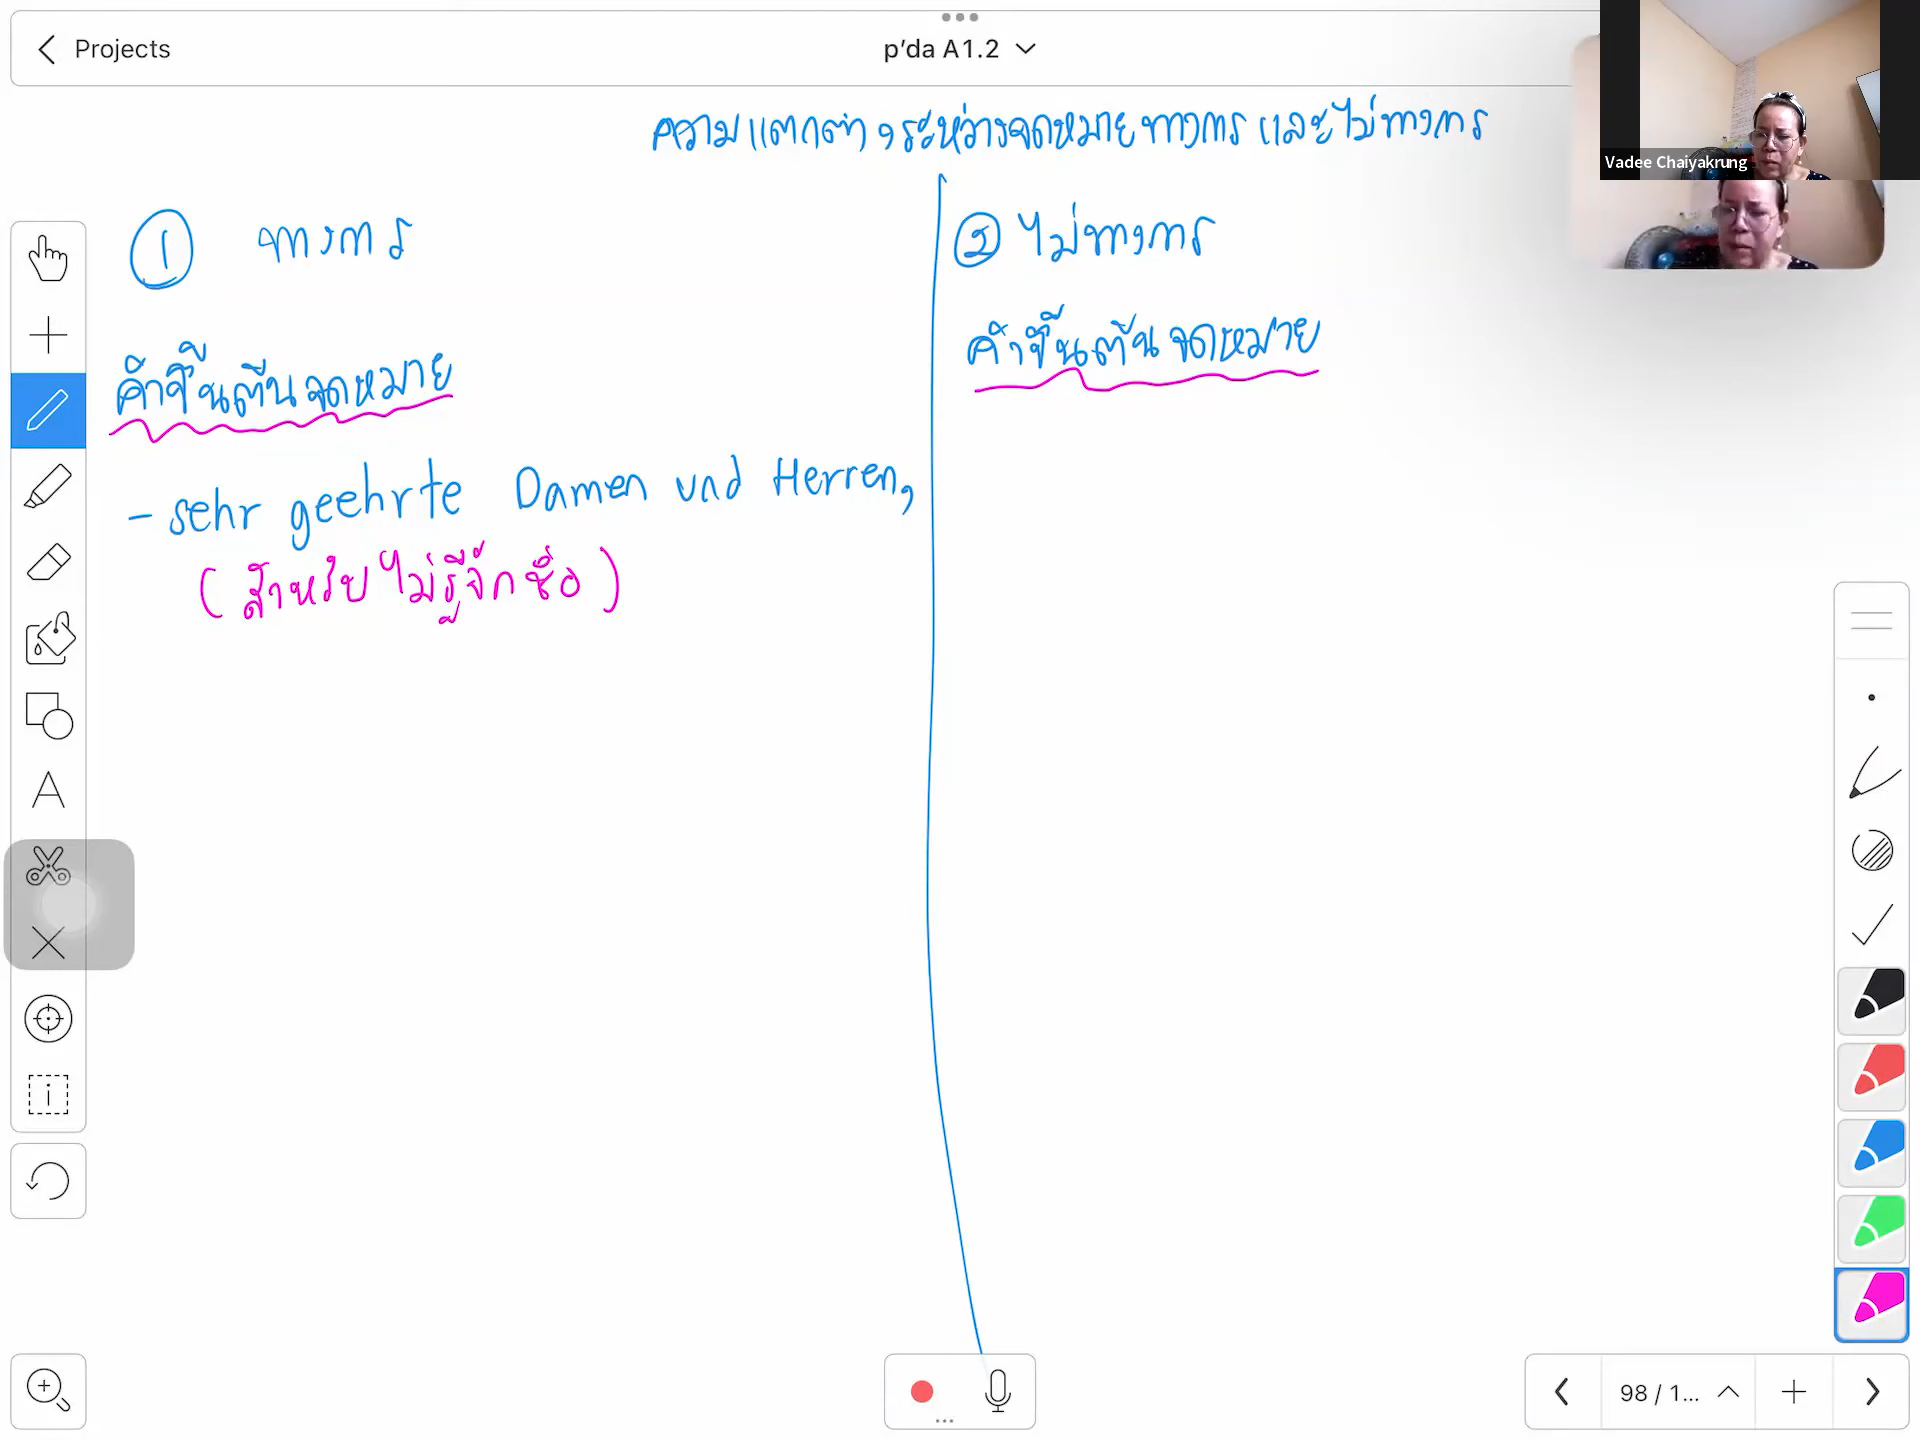 Projects
p'da A1.2
Vadee Chaiyakrung
ความแตกต่างระหว่างจดหมายทางการ และไม่ทางการ
① ทางการ
คำขึ้นต้นจดหมาย
- sehr geehrte Damen und Herren,
(สำหรับไม่รู้จักชื่อ)
② ไม่ทางการ
คำขึ้นต้นจดหมาย
98 / 1...